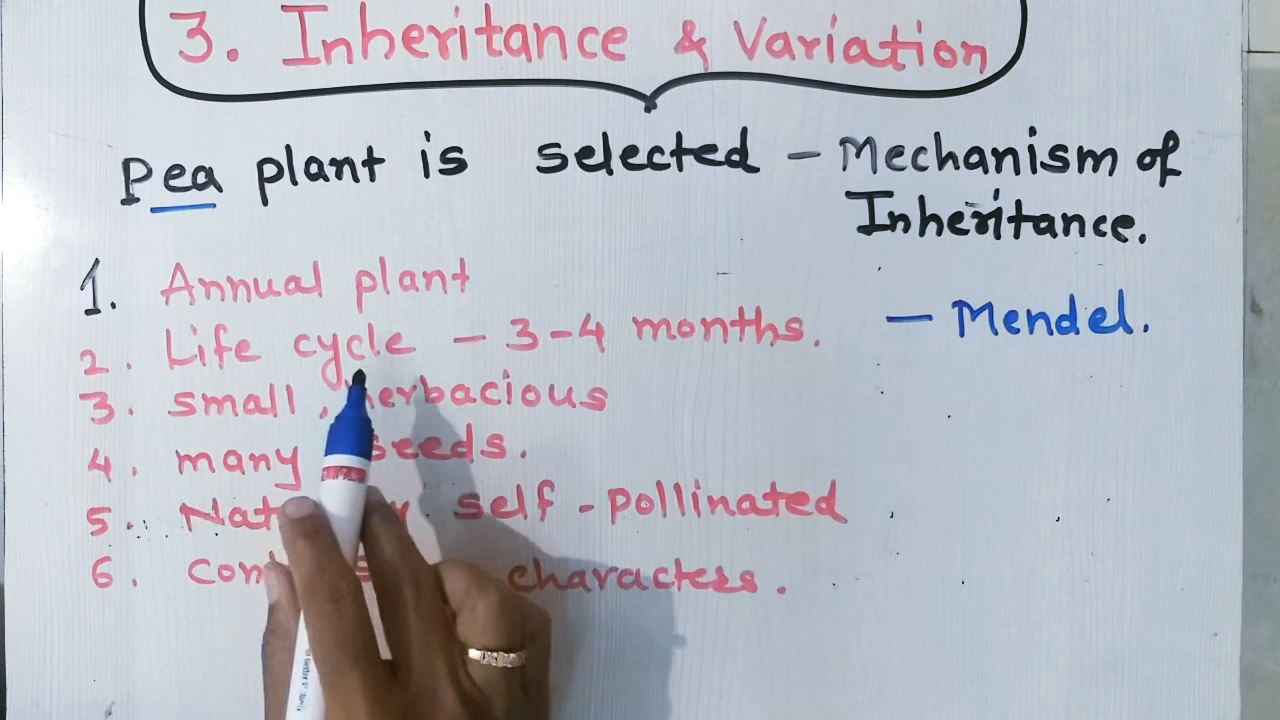 3. Inheritance & Variation
Pea plant is selected - Mechanism of
Inheritance.
1. Annual plant
- Mendel.
2. Life cycle - 3-4 months.
3. small, herbacious
4. many seeds.
5. self-pollinated
6. characters.